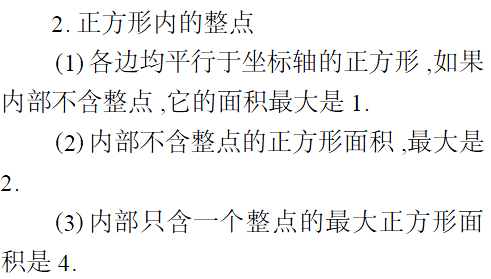 2. 正方形内的整点
(1) 各边均平行于坐标轴的正方形,如果
内部不含整点,它的面积最大是 1.
(2) 内部不含整点的正方形面积,最大是
2.
(3) 内部只含一个整点的最大正方形面
积是 4.